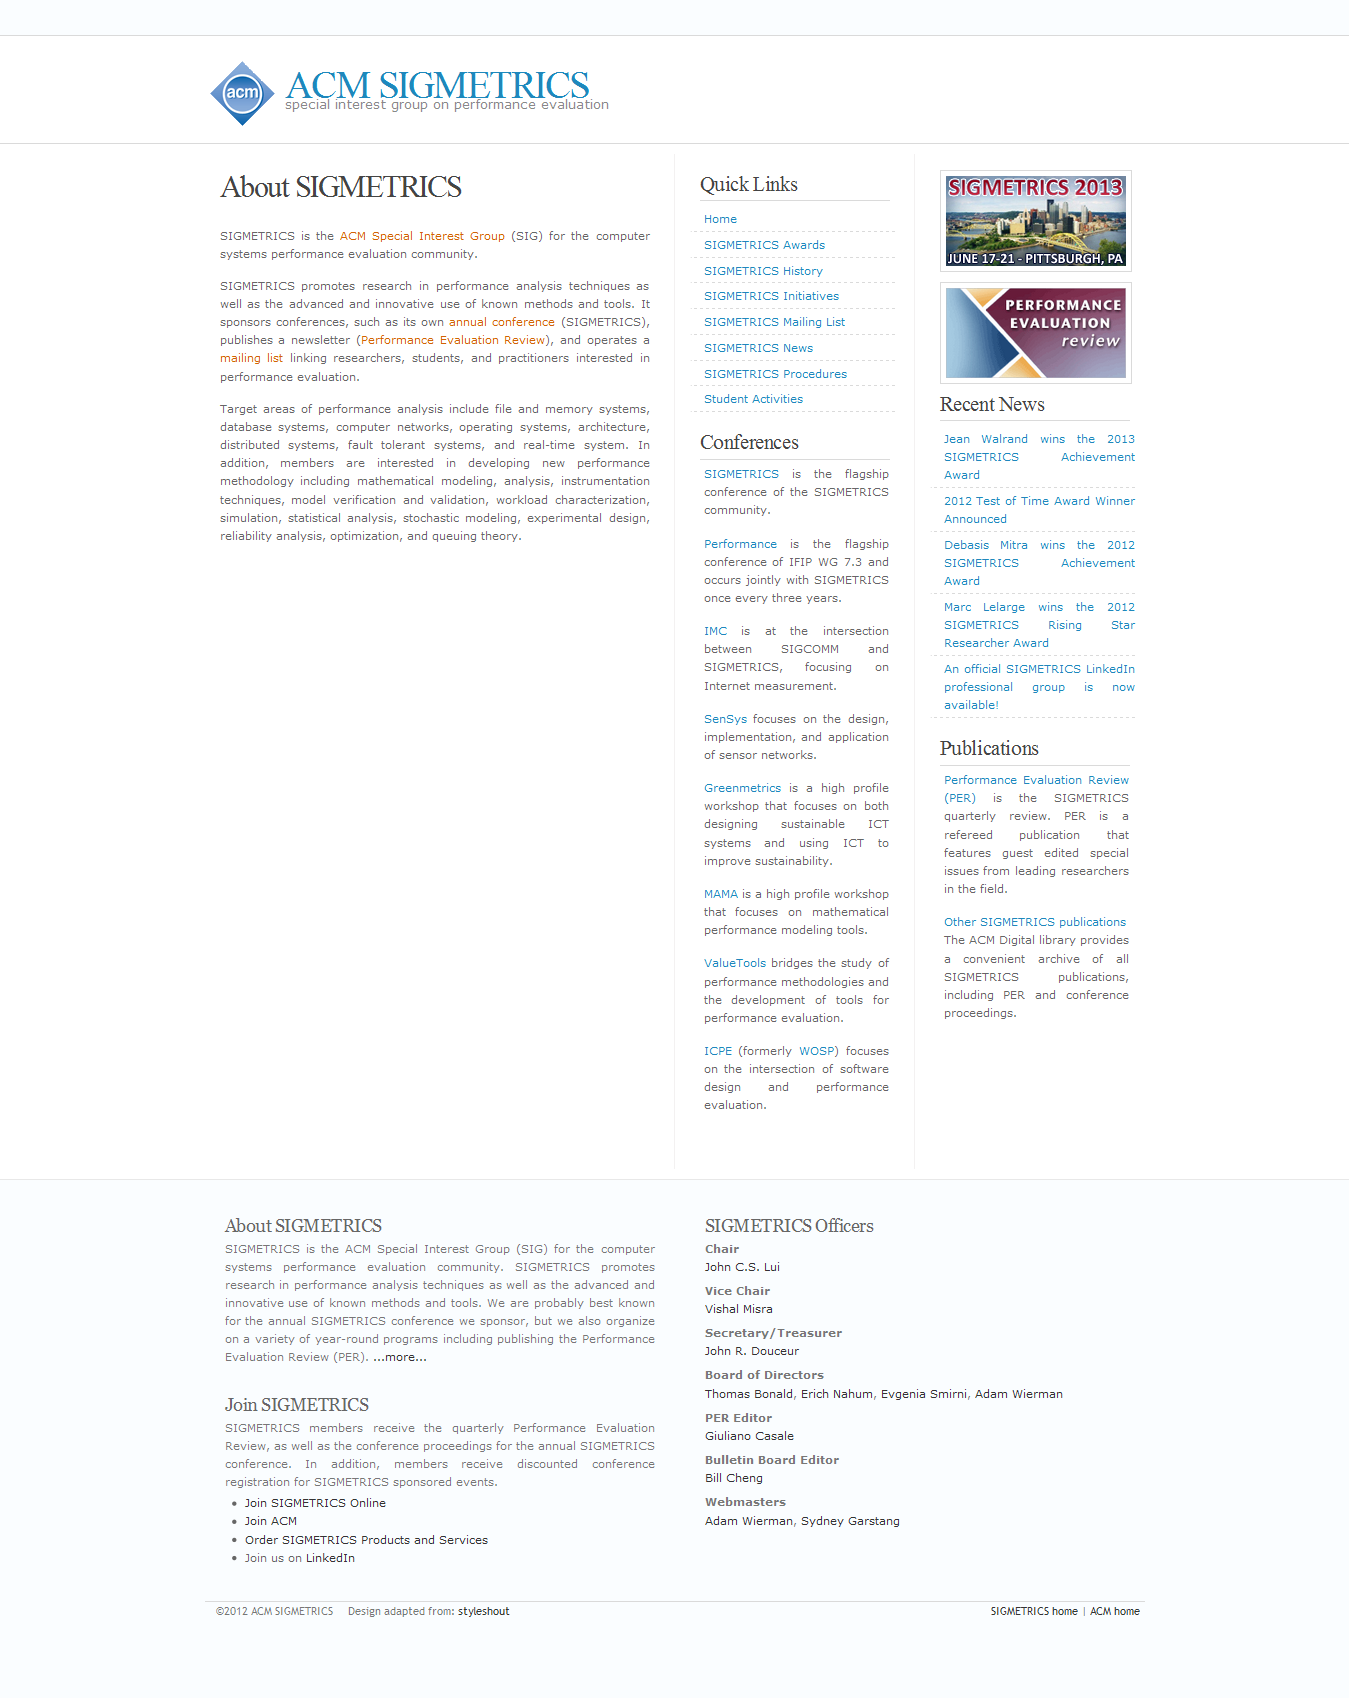 acm
ACM SIGMETRICS
special interest group on performance evaluation
About SIGMETRICS
SIGMETRICS is the ACM Special Interest Group (SIG) for the computer
systems performance evaluation community.
SIGMETRICS promotes research in performance analysis techniques as
well as the advanced and innovative use of known methods and tools. It
sponsors conferences, such as its own annual conference (SIGMETRICS),
publishes a newsletter (Performance Evaluation Review), and operates a
mailing list linking researchers, students, and practitioners interested in
performance evaluation.
Target areas of performance analysis include file and memory systems,
database systems, computer networks, operating systems, architecture,
distributed systems, fault tolerant systems, and real-time system. In
addition, members are interested in developing new performance
methodology including mathematical modeling, analysis, instrumentation
techniques, model verification and validation, workload characterization,
simulation, statistical analysis, stochastic modeling, experimental design,
reliability analysis, optimization, and queuing theory.
Quick Links
Home
SIGMETRICS Awards
SIGMETRICS History
SIGMETRICS Initiatives
SIGMETRICS Mailing List
SIGMETRICS News
SIGMETRICS Procedures
Student Activities
Conferences
SIGMETRICS is the flagship
conference of the SIGMETRICS
community.
Performance is the flagship
conference of IFIP WG 7.3 and
occurs jointly with SIGMETRICS
once every three years.
IMC is at the intersection
between SIGCOMM and
SIGMETRICS, focusing on
Internet measurement.
SenSys focuses on the design,
implementation, and application
of sensor networks.
Greenmetrics is a high profile
workshop that focuses on both
designing sustainable ICT
systems and using ICT to
improve sustainability.
MAMA is a high profile workshop
that focuses on mathematical
performance modeling tools.
ValueTools bridges the study of
performance methodologies and
the development of tools for
performance evaluation.
ICPE (formerly WOSP) focuses
on the intersection of software
design and performance
evaluation.
SIGMETRICS 2013
JUNE 17-21 - PITTSBURGH, PA
PERFORMANCE
EVALUATION
review
Recent News
Jean Walrand wins the 2013
SIGMETRICS Achievement
Award
2012 Test of Time Award Winner
Announced
Debasis Mitra wins the 2012
SIGMETRICS Achievement
Award
Marc Lelarge wins the 2012
SIGMETRICS Rising Star
Researcher Award
An official SIGMETRICS LinkedIn
professional group is now
available!
Publications
Performance Evaluation Review
(PER) is the SIGMETRICS
quarterly review. PER is a
refereed publication that
features guest edited special
issues from leading researchers
in the field.
Other SIGMETRICS publications
The ACM Digital library provides
a convenient archive of all
SIGMETRICS publications,
including PER and conference
proceedings.
About SIGMETRICS
SIGMETRICS is the ACM Special Interest Group (SIG) for the computer
systems performance evaluation community. SIGMETRICS promotes
research in performance analysis techniques as well as the advanced and
innovative use of known methods and tools. We are probably best known
for the annual SIGMETRICS conference we sponsor, but we also organize
on a variety of year-round programs including publishing the Performance
Evaluation Review (PER). ...more...
Join SIGMETRICS
SIGMETRICS members receive the quarterly Performance Evaluation
Review, as well as the conference proceedings for the annual SIGMETRICS
conference. In addition, members receive discounted conference
registration for SIGMETRICS sponsored events.
• Join SIGMETRICS Online
• Join ACM
• Order SIGMETRICS Products and Services
• Join us on LinkedIn
SIGMETRICS Officers
Chair
John C.S. Lui
Vice Chair
Vishal Misra
Secretary/Treasurer
John R. Douceur
Board of Directors
Thomas Bonald, Erich Nahum, Evgenia Smirni, Adam Wierman
PER Editor
Giuliano Casale
Bulletin Board Editor
Bill Cheng
Webmasters
Adam Wierman, Sydney Garstang
©2012 ACM SIGMETRICS Design adapted from: styleshout
SIGMETRICS home | ACM home